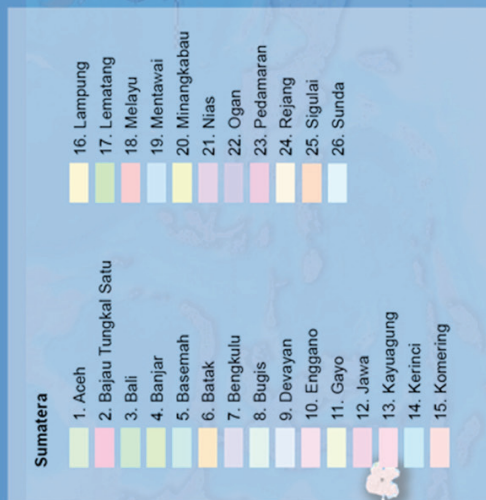 Sumatera
1. Aceh
2. Bajau Tungkal Satu
3. Bali
4. Banjar
5. Basemah
6. Batak
7. Bengkulu
8. Bugis
9. Devayan
10. Enggano
11. Gayo
12. Jawa
13. Kayuagung
14. Kerinci
15. Komering
16. Lampung
17. Lematang
18. Melayu
19. Mentawai
20. Minangkabau
21. Nias
22. Ogan
23. Pedamaran
24. Rejang
25. Sigulai
26. Sunda